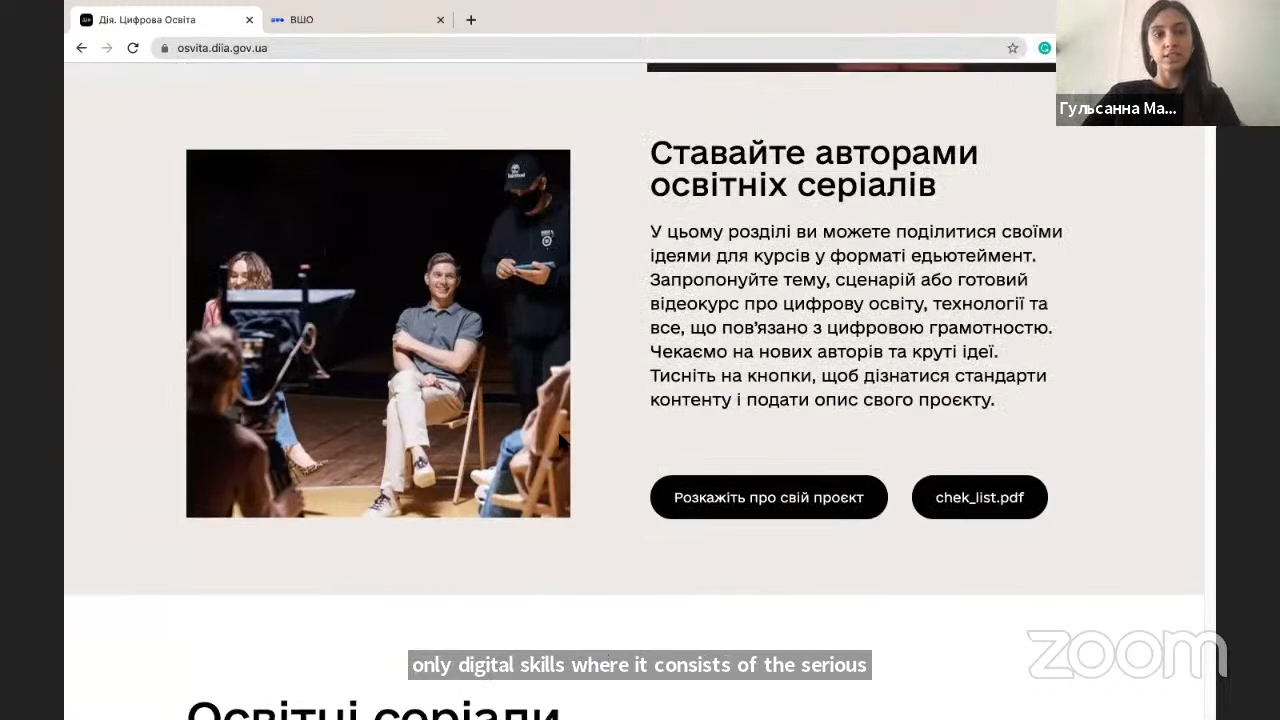 Дія. Цифрова Освіта
ВШО
osvita.diia.gov.ua
Гульсанна Ма...
Ставайте авторами
освітніх серіалів
У цьому розділі ви можете поділитися своїми
ідеями для курсів у форматі едьютеймент.
Запропонуйте тему, сценарій або готовий
відеокурс про цифрову освіту, технології та
все, що пов’язано з цифровою грамотностю.
Чекаємо на нових авторів та круті ідеї.
Тисніть на кнопки, щоб дізнатися стандарти
контенту і подати опис свого проєкту.
Розкажіть про свій проєкт
chek_list.pdf
only digital skills where it consists of the serious
zoom
Освітні серіали